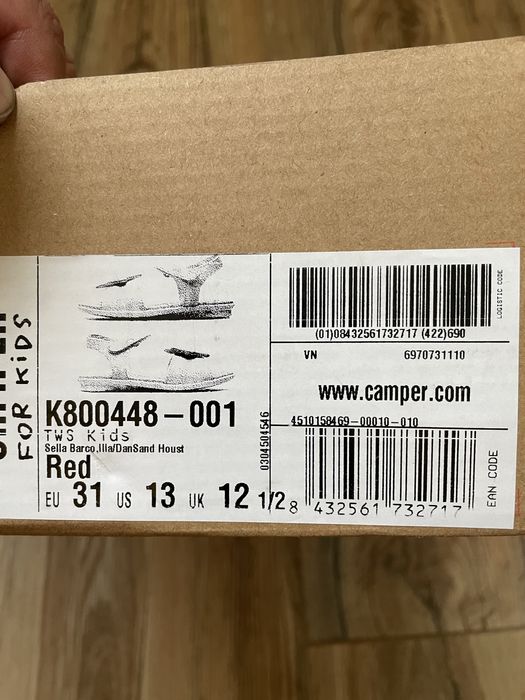 FOR KiDS
LOGISTIC CODE
(01)08432561732717 (422)690
VN 6970731110
www.camper.com
K800448-001
TWS Kids
Sella Barco.Illa/DanSand Houst
Red
EU 31 US 13 UK 12 1/2
0304504546
4510158469-00010-010
8 432561 732717
EAN CODE